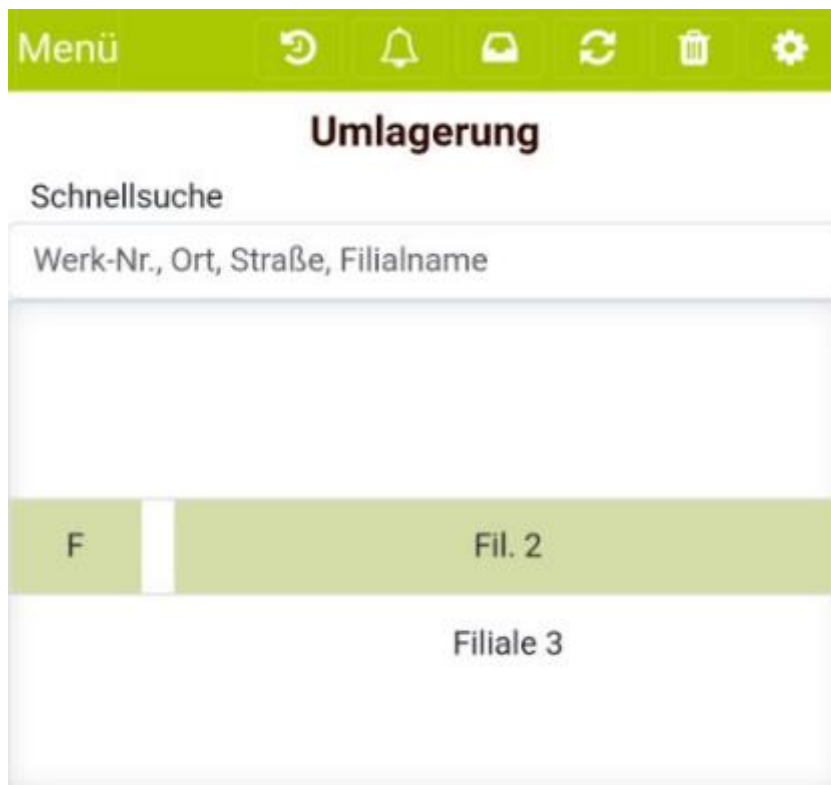 Menü
Umlagerung
Schnellsuche
Werk-Nr., Ort, Straße, Filialname
F Fil. 2
Filiale 3